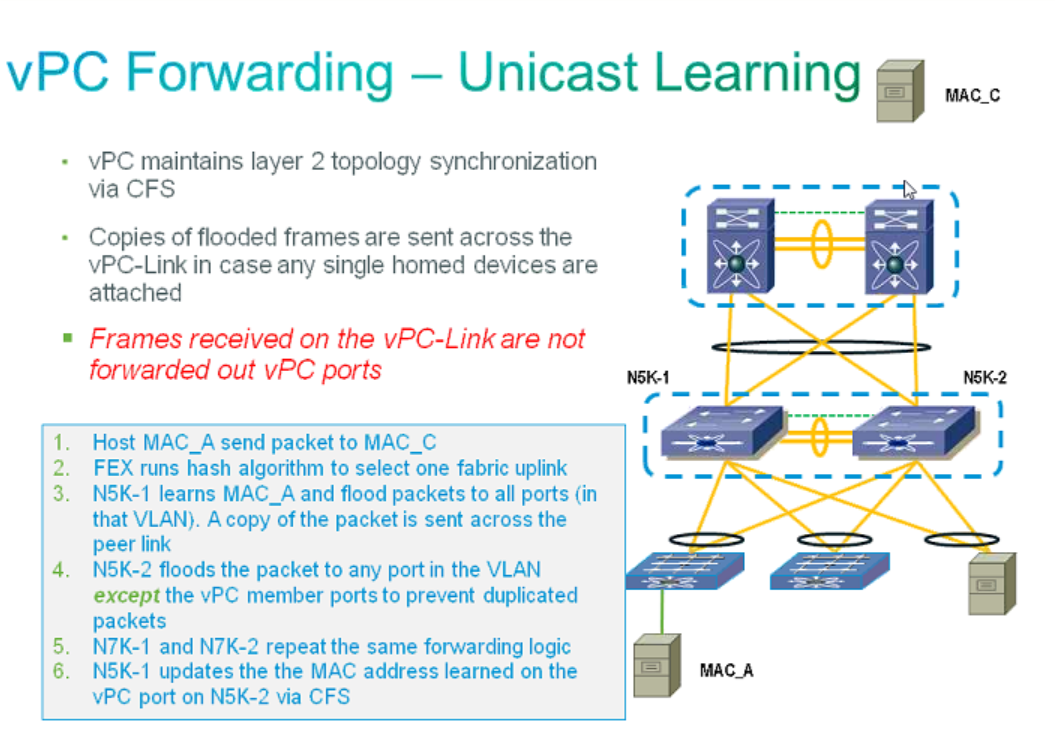 vPC Forwarding – Unicast Learning
MAC_C
▪ vPC maintains layer 2 topology synchronization
via CFS
▪ Copies of flooded frames are sent across the
vPC-Link in case any single homed devices are
attached
▪ Frames received on the vPC-Link are not
forwarded out vPC ports
N5K-1
N5K-2
1. Host MAC_A send packet to MAC_C
2. FEX runs hash algorithm to select one fabric uplink
3. N5K-1 learns MAC_A and flood packets to all ports (in
that VLAN). A copy of the packet is sent across the
peer link
4. N5K-2 floods the packet to any port in the VLAN
except the vPC member ports to prevent duplicated
packets
5. N7K-1 and N7K-2 repeat the same forwarding logic
6. N5K-1 updates the the MAC address learned on the
vPC port on N5K-2 via CFS
MAC_A